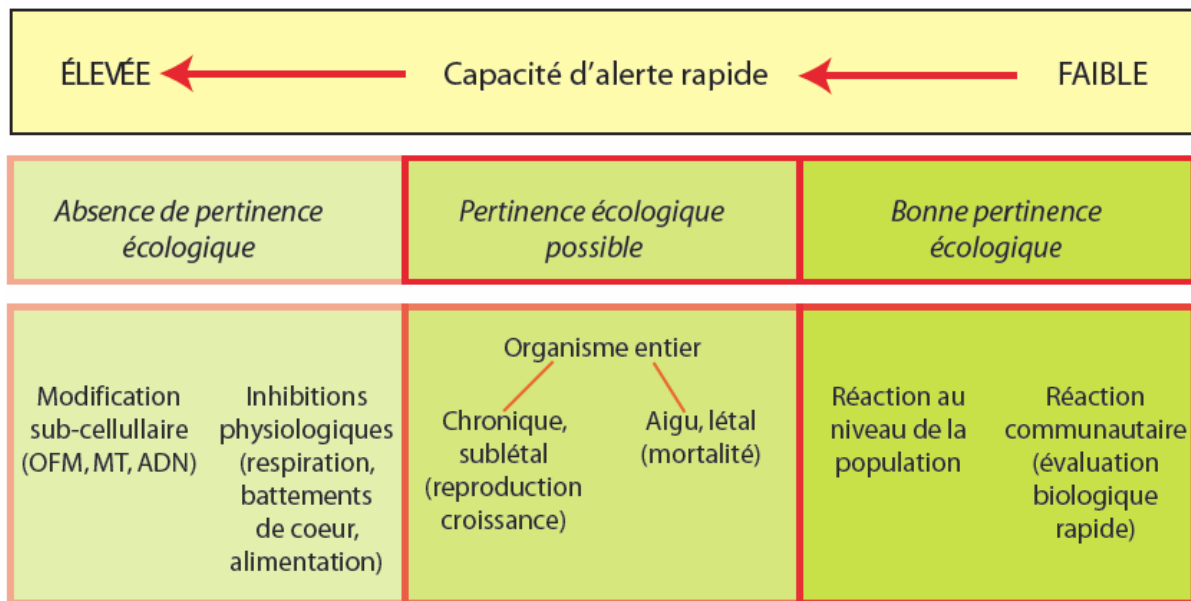 ÉLEVÉE Capacité d'alerte rapide FAIBLE
Absence de pertinence
écologique
Pertinence écologique
possible
Bonne pertinence
écologique
Modification
sub-cellullaire
(OFM, MT, ADN)
Inhibitions
physiologiques
(respiration,
battements
de coeur,
alimentation)
Organisme entier
Chronique,
sublétal
(reproduction
croissance)
Aigu, létal
(mortalité)
Réaction au
niveau de la
population
Réaction
communautaire
(évaluation
biologique
rapide)